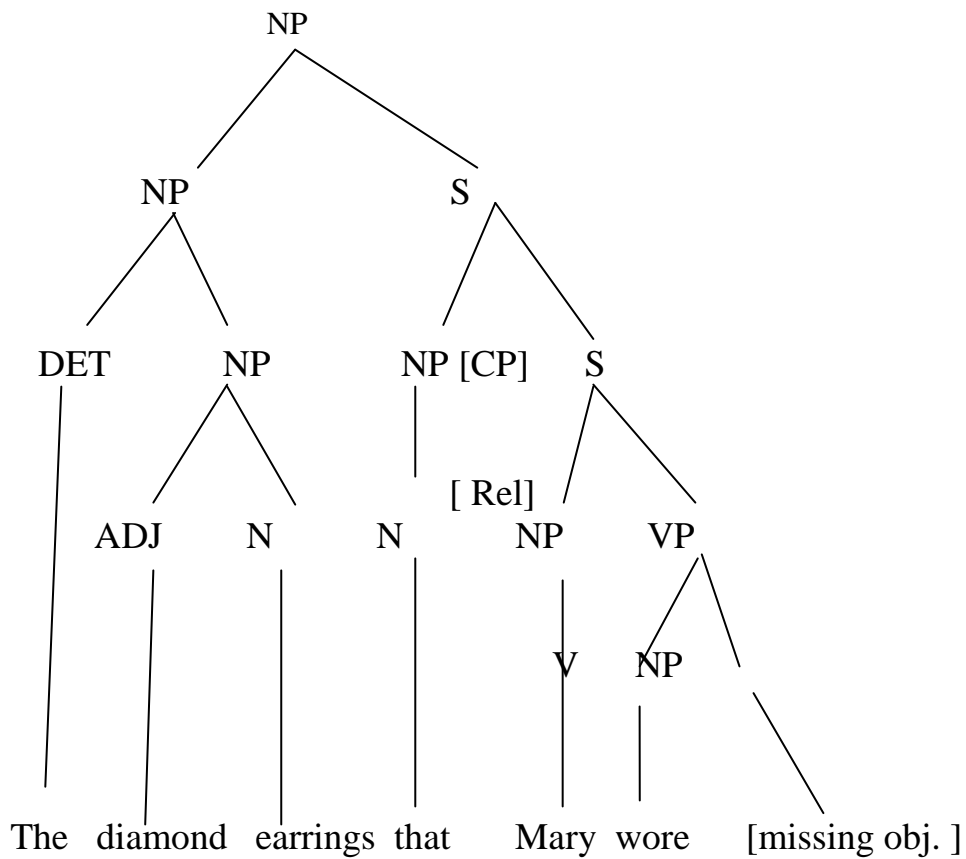 NP
NP S
DET NP NP [CP] S
[ Rel]
ADJ N N NP VP
V NP
The diamond earrings that Mary wore [missing obj. ]